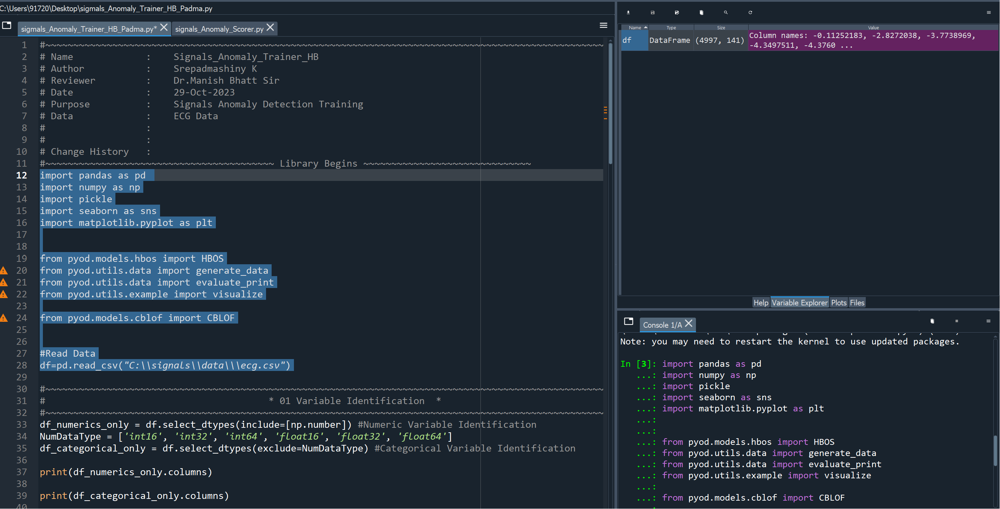 C:\Users\91720\Desktop\sigmals_Anomaly_Trainer_HB_Padma.py
sigmals_Anomaly_Trainer_HB_Padma.py*
signals_Anomaly_Scorer.py
1 #~~~~~~~~~~~~~~~~~~~~~~~~~~~~~~~~~~~~~~~~~~~~~~~~~~~~~~~~~~~~~~~~~~~~~~~~~~~~~~~~~~~~~~~~~~~~~~~~~~~~
2 # Name : Signals_Anomaly_Trainer_HB
3 # Author : Srepadmashiny K
4 # Reviewer : Dr.Manish Bhatt Sir
5 # Date : 29-Oct-2023
6 # Purpose : Signals Anomaly Detection Training
7 # Data : ECG Data
8 # :
9 # :
10 # Change History :
11 #~~~~~~~~~~~~~~~~~~~~~~~~~~~~~~~~~~~~~~~~~ Library Begins ~~~~~~~~~~~~~~~~~~~~~~~~~~~~~~
12 import pandas as pd
13 import numpy as np
14 import pickle
15 import seaborn as sns
16 import matplotlib.pyplot as plt
17
18
19 from pyod.models.hbos import HBOS
20 from pyod.utils.data import generate_data
21 from pyod.utils.data import evaluate_print
22 from pyod.utils.example import visualize
23
24 from pyod.models.cblof import CBLOF
25
26
27 #Read Data
28 df=pd.read_csv("C:\\signals\\data\\\ecg.csv")
29
30 #~~~~~~~~~~~~~~~~~~~~~~~~~~~~~~~~~~~~~~~~~~~~~~~~~~~~~~~~~~~~~~~~~~~~~~~~~~~~~~~~~~~~~~~~~~~~~~~~~~~~
31 # * 01 Variable Identification *
32 #~~~~~~~~~~~~~~~~~~~~~~~~~~~~~~~~~~~~~~~~~~~~~~~~~~~~~~~~~~~~~~~~~~~~~~~~~~~~~~~~~~~~~~~~~~~~~~~~~~~~
33 df_numerics_only = df.select_dtypes(include=[np.number]) #Numeric Variable Identification
34 NumDataType = ['int16', 'int32', 'int64', 'float16', 'float32', 'float64']
35 df_categorical_only = df.select_dtypes(exclude=NumDataType) #Categorical Variable Identification
36
37 print(df_numerics_only.columns)
38
39 print(df_categorical_only.columns)
40
Name Type Size Value
df DataFrame (4997, 141) Column names: -0.11252183, -2.8272038, -3.7738969,
-4.3497511, -4.3760 ...
Help Variable Explorer Plots Files
Console 1/A
Note: you may need to restart the kernel to use updated packages.
In [3]: import pandas as pd
...: import numpy as np
...: import pickle
...: import seaborn as sns
...: import matplotlib.pyplot as plt
...:
...:
...: from pyod.models.hbos import HBOS
...: from pyod.utils.data import generate_data
...: from pyod.utils.data import evaluate_print
...: from pyod.utils.example import visualize
...:
...: from pyod.models.cblof import CBLOF